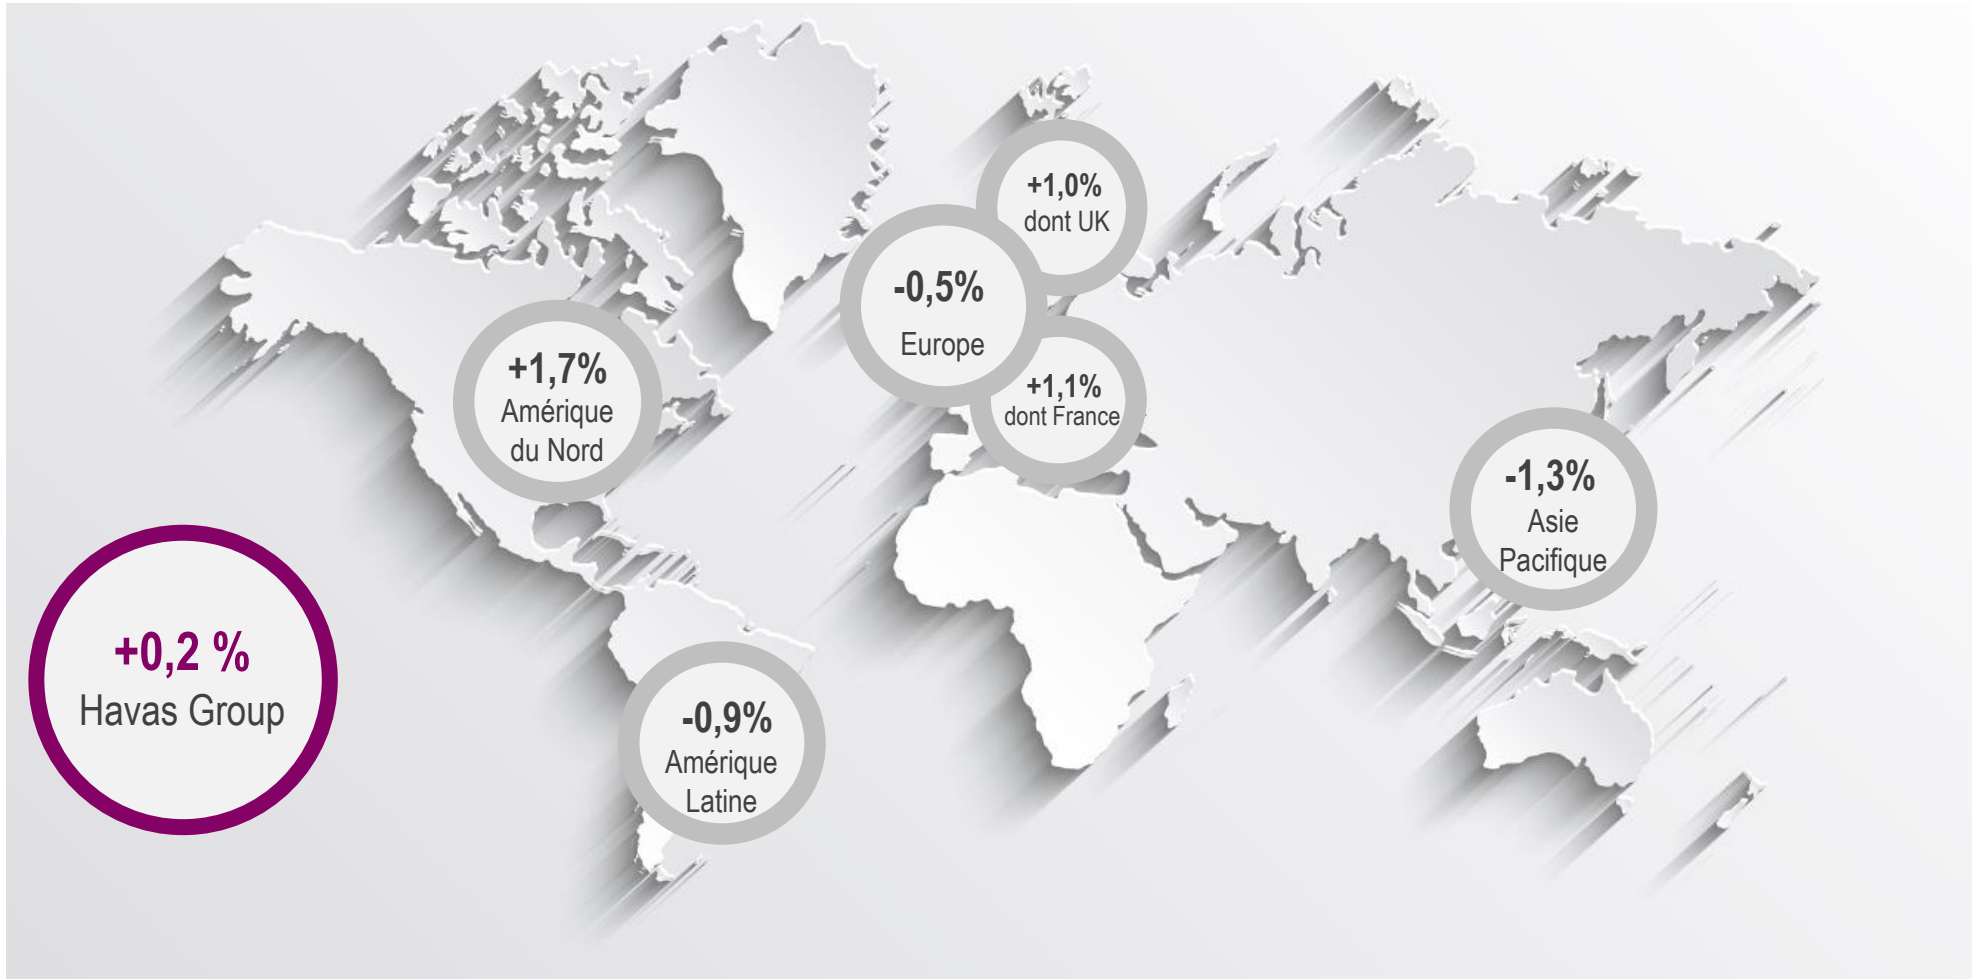 +1,0%
dont UK
-0,5%
Europe
+1,1%
dont France
+1,7%
Amérique
du Nord
-1,3%
Asie
Pacifique
+0,2 %
Havas Group
-0,9%
Amérique
Latine